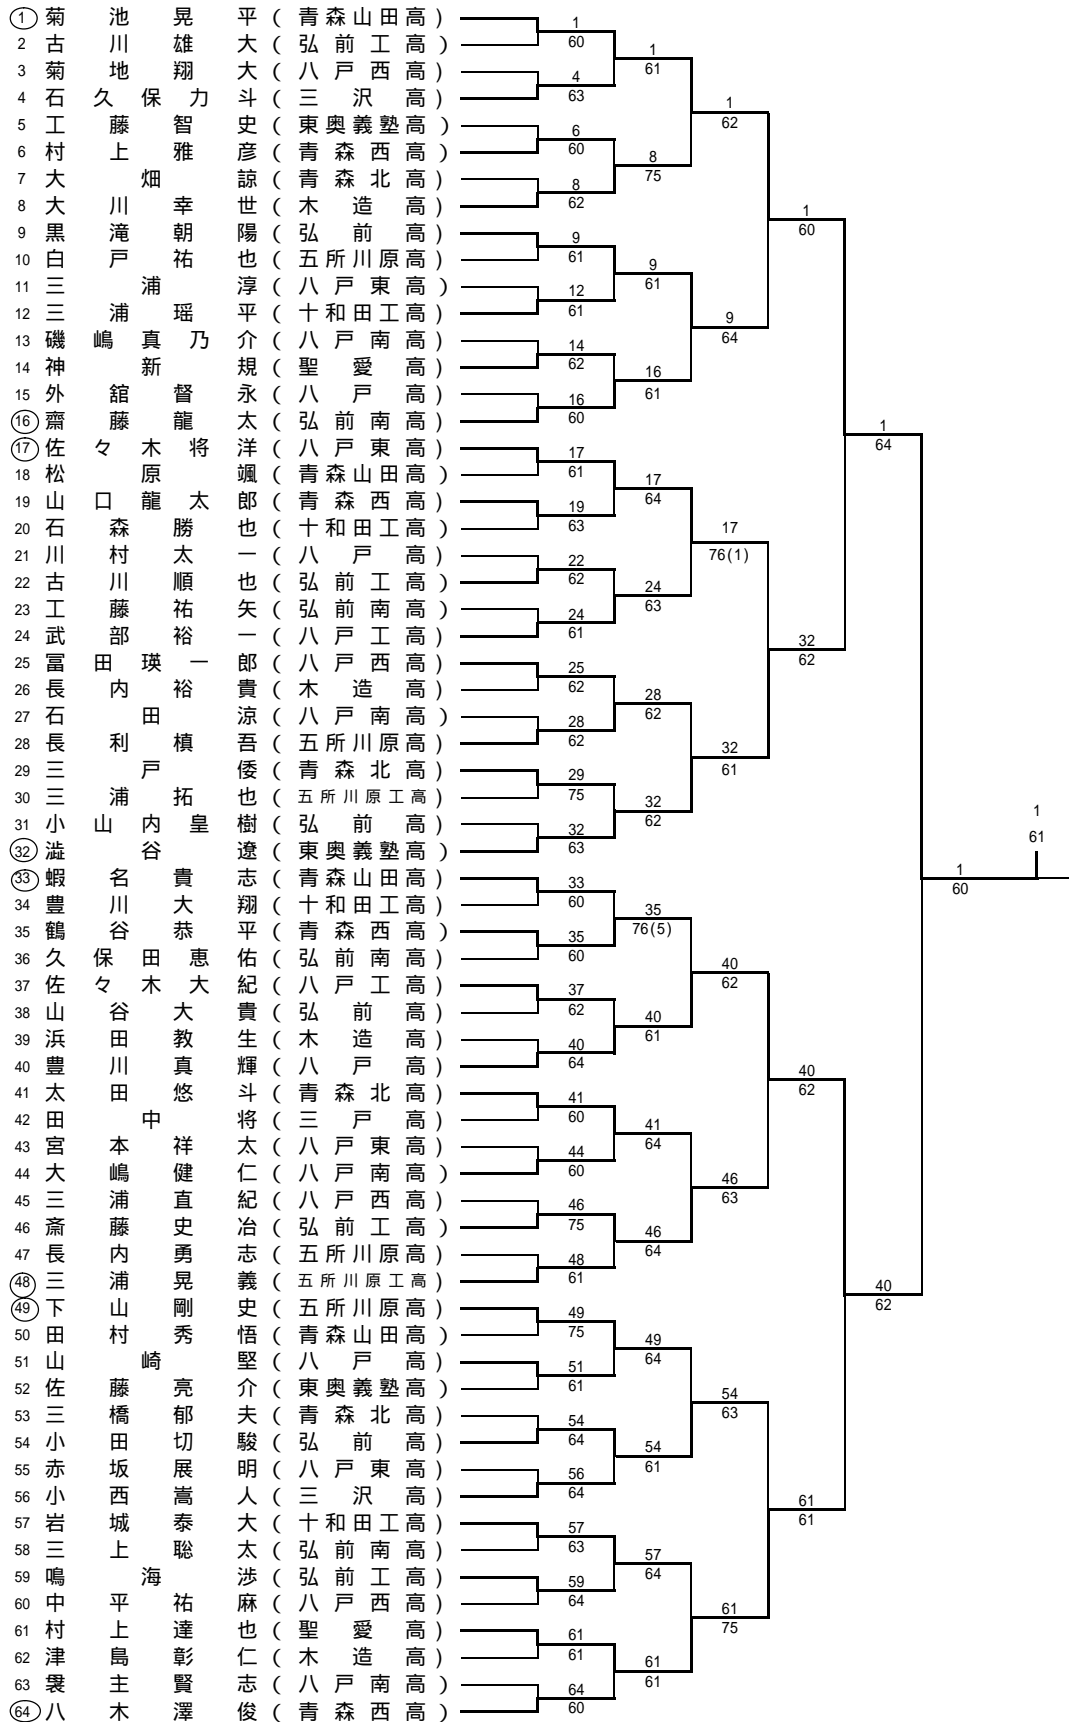 ① 菊池晃平(青森山田高)
2 古川雄大(弘前工高)
3 菊地翔大(八戸西高)
4 石久保力斗(三沢高)
5 工藤智史(東奥義塾高)
6 村上雅彦(青森西高)
7 大畑諒(青森北高)
8 大川幸世(木造高)
9 黒滝朝陽(弘前高)
10 白戸祐也(五所川原高)
11 三浦淳(八戸東高)
12 三浦瑶平(十和田工高)
13 磯嶋真乃介(八戸南高)
14 神新規(聖愛高)
15 外舘督永(八戸高)
⑯ 齋藤龍太(弘前南高)
⑰ 佐々木将洋(八戸東高)
18 松原颯(青森山田高)
19 山口龍太郎(青森西高)
20 石森勝也(十和田工高)
21 川村太一(八戸高)
22 古川順也(弘前工高)
23 工藤祐矢(弘前南高)
24 武部裕一(八戸工高)
25 冨田瑛一郎(八戸西高)
26 長内裕貴(木造高)
27 石田涼(八戸南高)
28 長利槙吾(五所川原高)
29 三戸倭(青森北高)
30 三浦拓也(五所川原工高)
31 小山内皇樹(弘前高)
㉜ 澁谷遼(東奥義塾高)
㉝ 蝦名貴志(青森山田高)
34 豊川大翔(十和田工高)
35 鶴谷恭平(青森西高)
36 久保田恵佑(弘前南高)
37 佐々木大紀(八戸工高)
38 山谷大貴(弘前高)
39 浜田教生(木造高)
40 豊川真輝(八戸高)
41 太田悠斗(青森北高)
42 田中将(三戸高)
43 宮本祥太(八戸東高)
44 大嶋健仁(八戸南高)
45 三浦直紀(八戸西高)
46 斎藤史冶(弘前工高)
47 長内勇志(五所川原高)
㊽ 三浦晃義(五所川原工高)
㊾ 下山剛史(五所川原高)
50 田村秀悟(青森山田高)
51 山崎堅(八戸高)
52 佐藤亮介(東奥義塾高)
53 三橋郁夫(青森北高)
54 小田切駿(弘前高)
55 赤坂展明(八戸東高)
56 小西嵩人(三沢高)
57 岩城泰大(十和田工高)
58 三上聡太(弘前南高)
59 鳴海渉(弘前工高)
60 中平祐麻(八戸西高)
61 村上達也(聖愛高)
62 津島彰仁(木造高)
63 主賢志(八戸南高)
64 八木澤俊(青森西高)
1
60
4
63
6
60
8
62
9
61
12
61
14
62
16
60
17
61
19
63
22
62
24
61
25
62
28
62
29
75
32
63
33
60
35
60
37
62
40
64
41
60
44
60
46
75
48
61
49
75
51
61
54
64
56
64
57
63
59
64
61
61
64
60
1
61
8
75
9
61
16
61
17
64
24
63
28
62
32
62
35
76(5)
40
61
41
64
46
64
49
64
54
61
57
64
61
61
1
62
9
64
17
76(1)
32
61
40
62
46
63
54
63
61
75
1
60
32
62
40
62
61
61
1
64
40
62
1
60
1
61